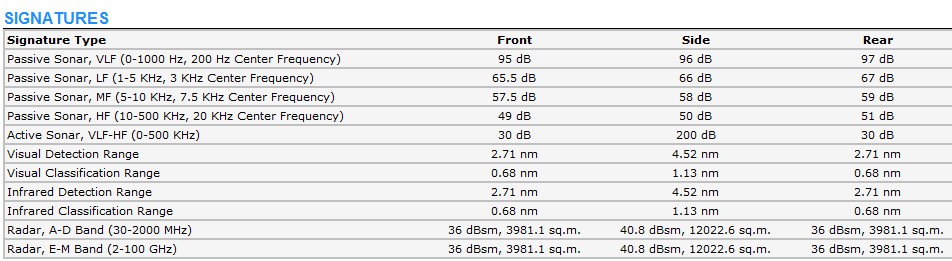 SIGNATURES
Signature Type Front Side Rear
Passive Sonar, VLF (0-1000 Hz, 200 Hz Center Frequency) 95 dB 96 dB 97 dB
Passive Sonar, LF (1-5 KHz, 3 KHz Center Frequency) 65.5 dB 66 dB 67 dB
Passive Sonar, MF (5-10 KHz, 7.5 KHz Center Frequency) 57.5 dB 58 dB 59 dB
Passive Sonar, HF (10-500 KHz, 20 KHz Center Frequency) 49 dB 50 dB 51 dB
Active Sonar, VLF-HF (0-500 KHz) 30 dB 200 dB 30 dB
Visual Detection Range 2.71 nm 4.52 nm 2.71 nm
Visual Classification Range 0.68 nm 1.13 nm 0.68 nm
Infrared Detection Range 2.71 nm 4.52 nm 2.71 nm
Infrared Classification Range 0.68 nm 1.13 nm 0.68 nm
Radar, A-D Band (30-2000 MHz) 36 dBsm, 3981.1 sq.m. 40.8 dBsm, 12022.6 sq.m. 36 dBsm, 3981.1 sq.m.
Radar, E-M Band (2-100 GHz) 36 dBsm, 3981.1 sq.m. 40.8 dBsm, 12022.6 sq.m. 36 dBsm, 3981.1 sq.m.